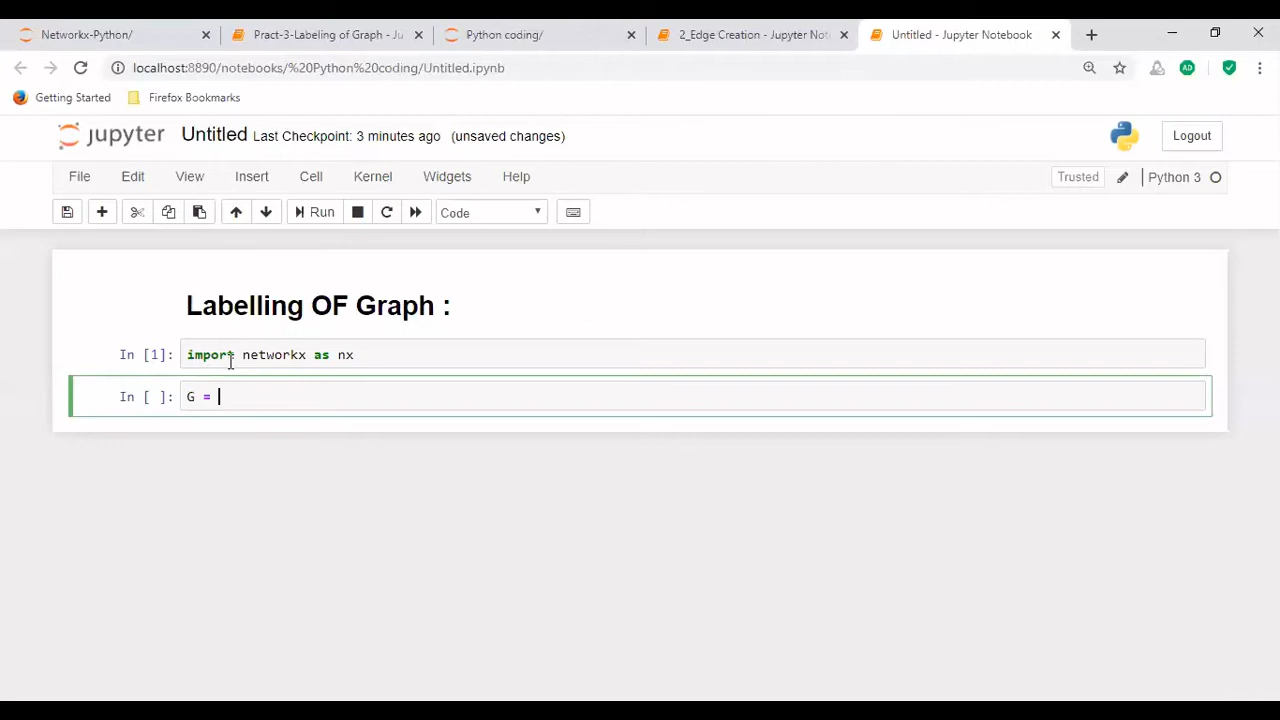 Networkx-Python/
Pract-3-Labeling of Graph - Ju
Python coding/
2_Edge Creation - Jupyter Not
Untitled - Jupyter Notebook
localhost:8890/notebooks/%20Python%20coding/Untitled.ipynb
Getting Started
Firefox Bookmarks
jupyter Untitled Last Checkpoint: 3 minutes ago (unsaved changes)
Logout
File Edit View Insert Cell Kernel Widgets Help
Trusted Python 3
Run Code
Labelling OF Graph :
In [1]: import networkx as nx
In [ ]: G =